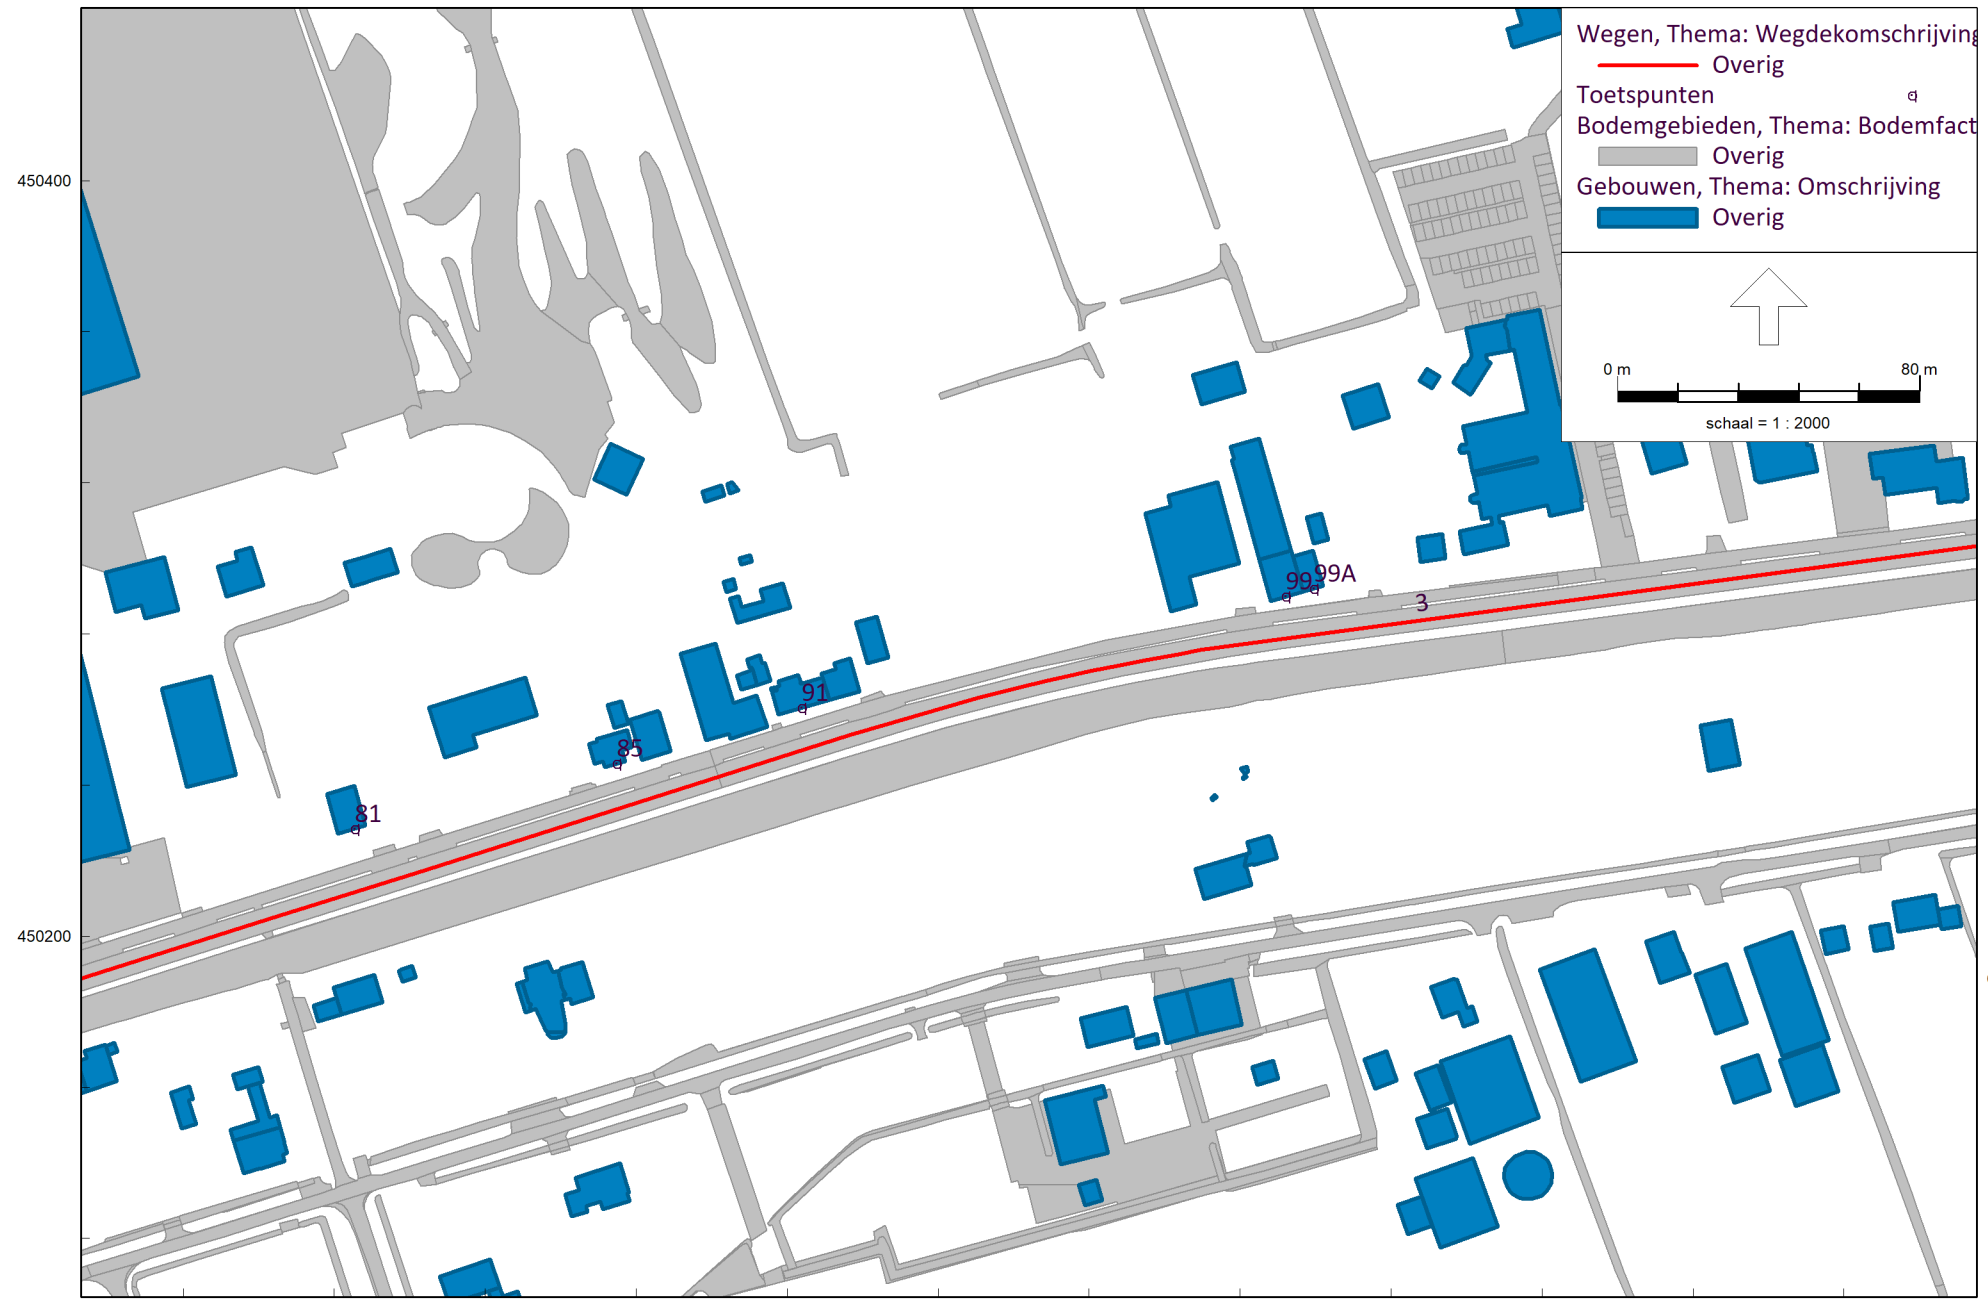 Wegen, Thema: Wegdekomschrijving
Overig
Toetspunten
Bodemgebieden, Thema: Bodemfact
Overig
Gebouwen, Thema: Omschrijving
Overig
0 m 80 m
schaal = 1 : 2000
450400
99 99A
3
91
85
81
450200